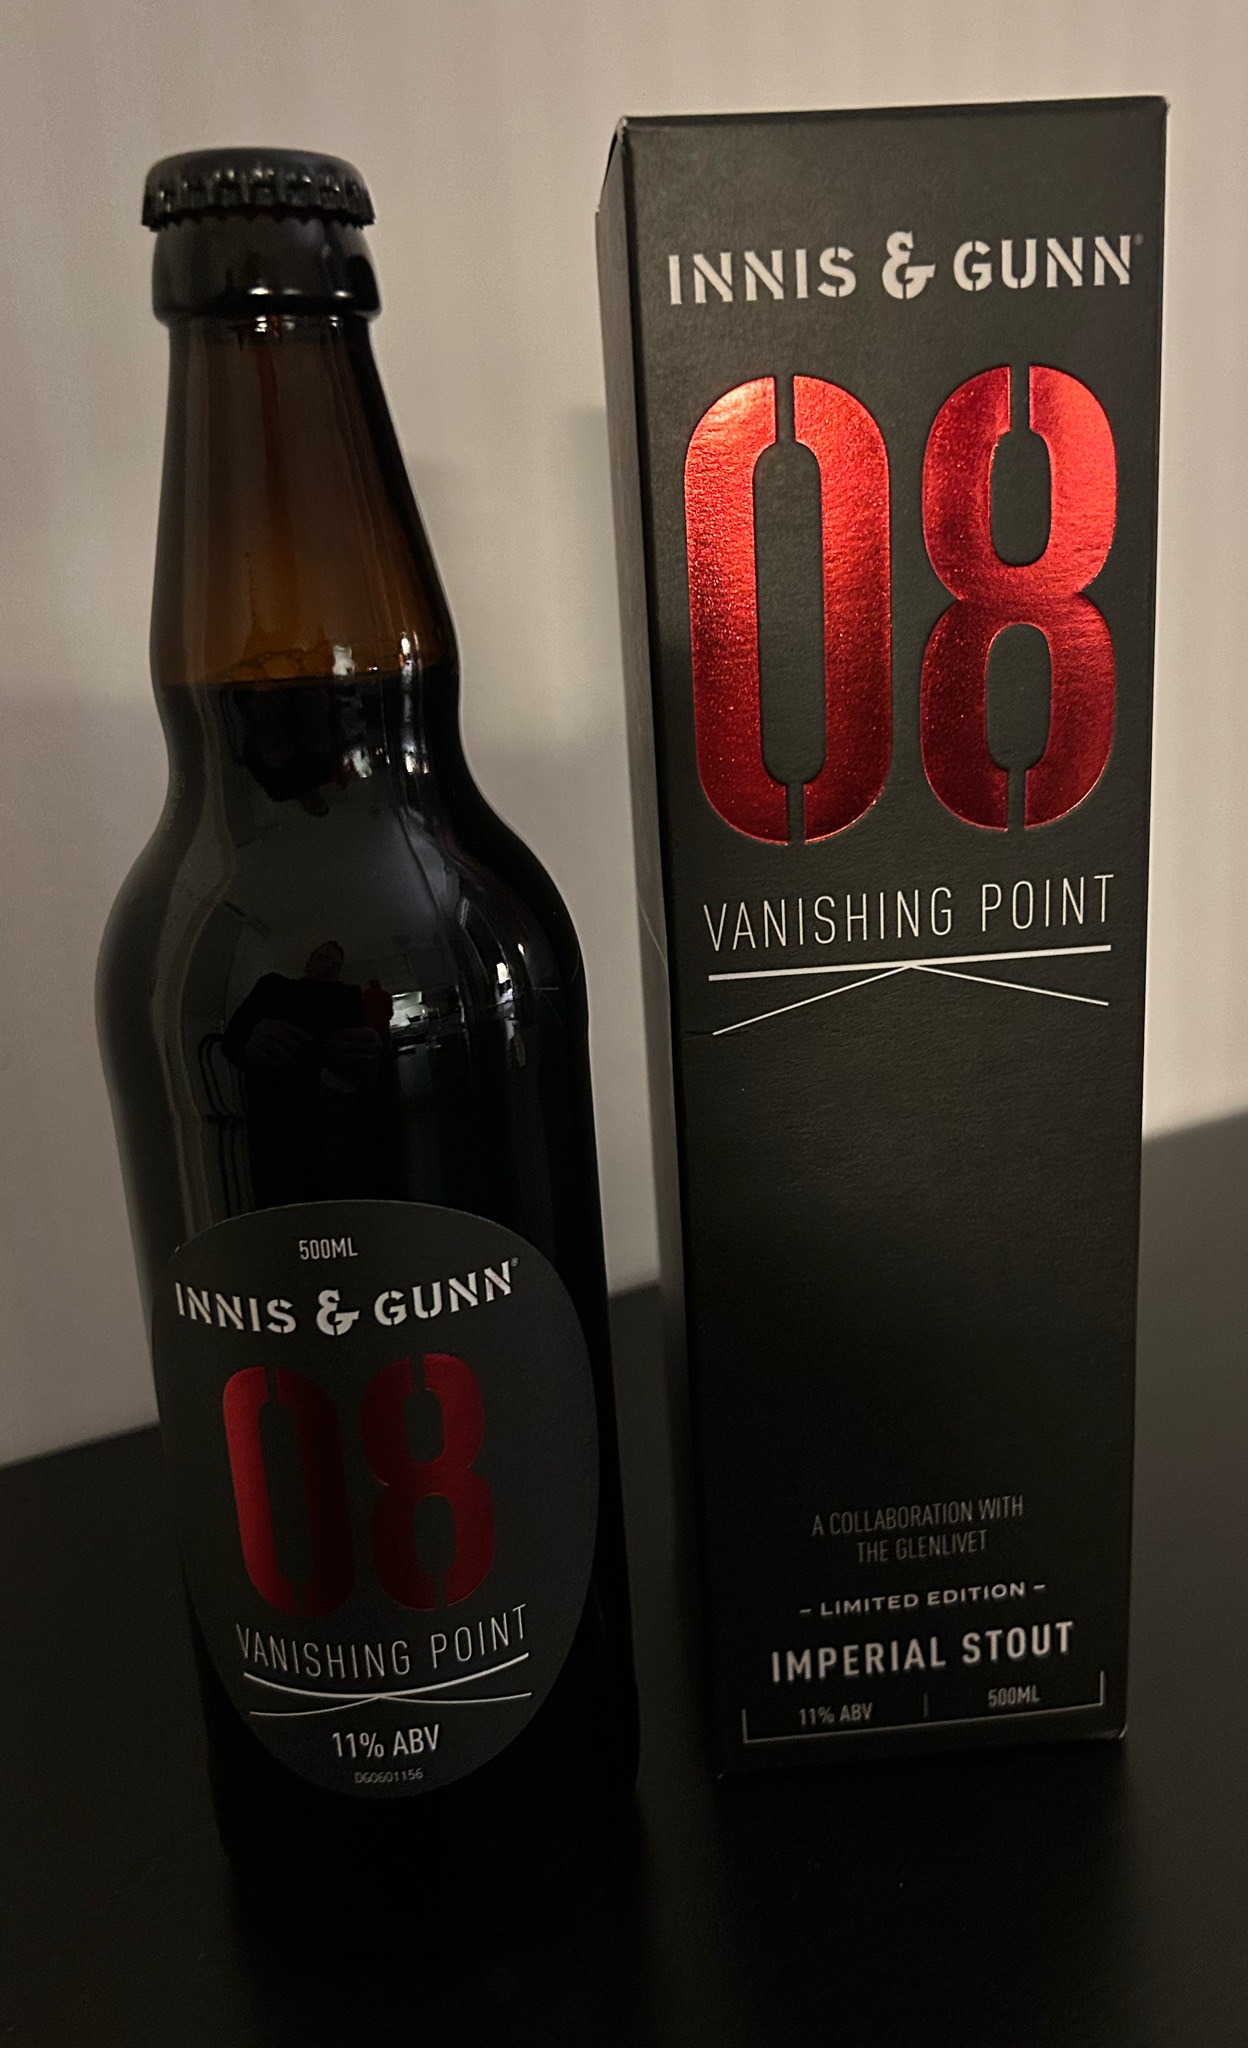 500ML
INNIS & GUNN®
08
VANISHING POINT
11% ABV
DG0601156
INNIS & GUNN®
08
VANISHING POINT
A COLLABORATION WITH
THE GLENLIVET
– LIMITED EDITION –
IMPERIAL STOUT
11% ABV | 500ML